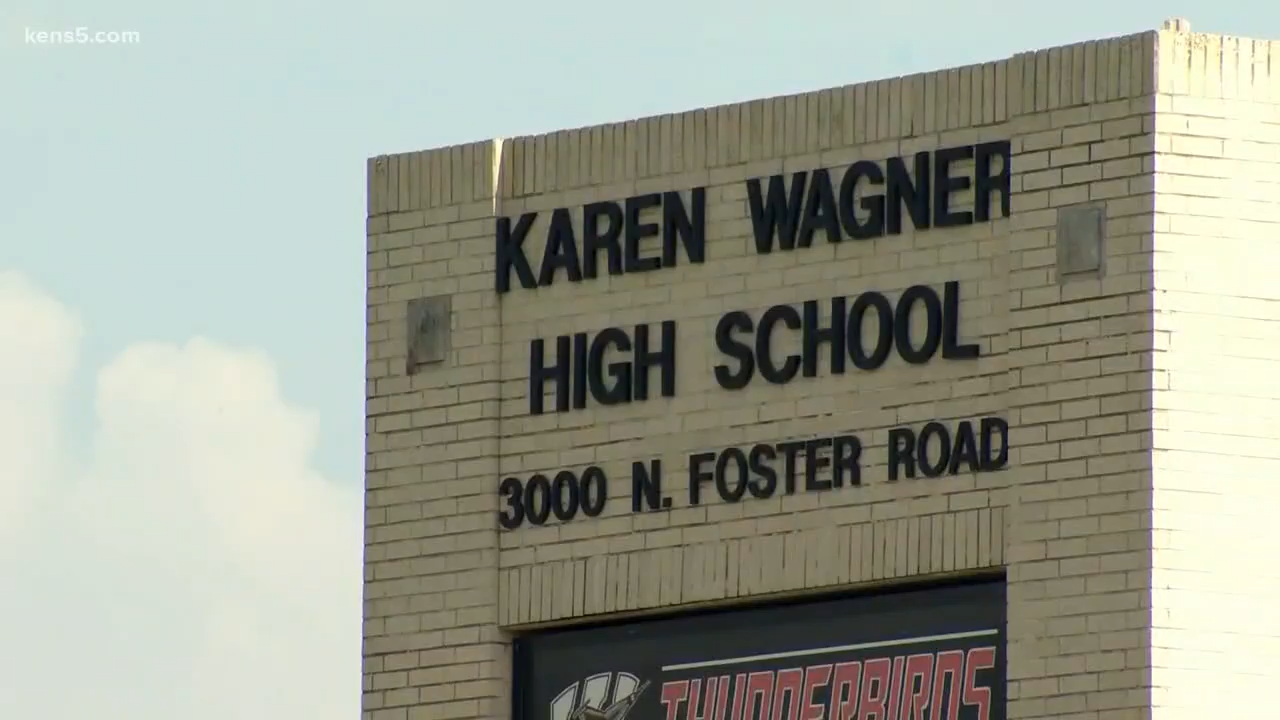 kens5.com
KAREN WAGNER
HIGH SCHOOL
3000 N. FOSTER ROAD
W
THUNDERBIRDS